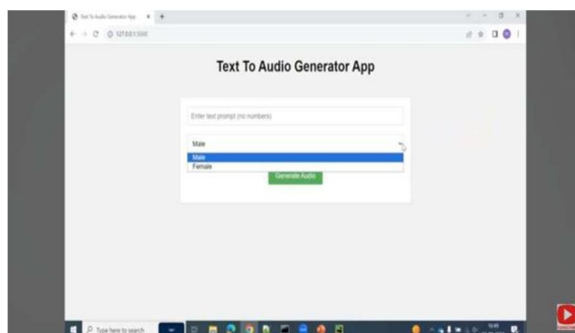 Text To Audio Generator App
Text To Audio Generator App
Enter text prompt (no numbers)
Male
Male
Female
Generate Audio
Type here to search